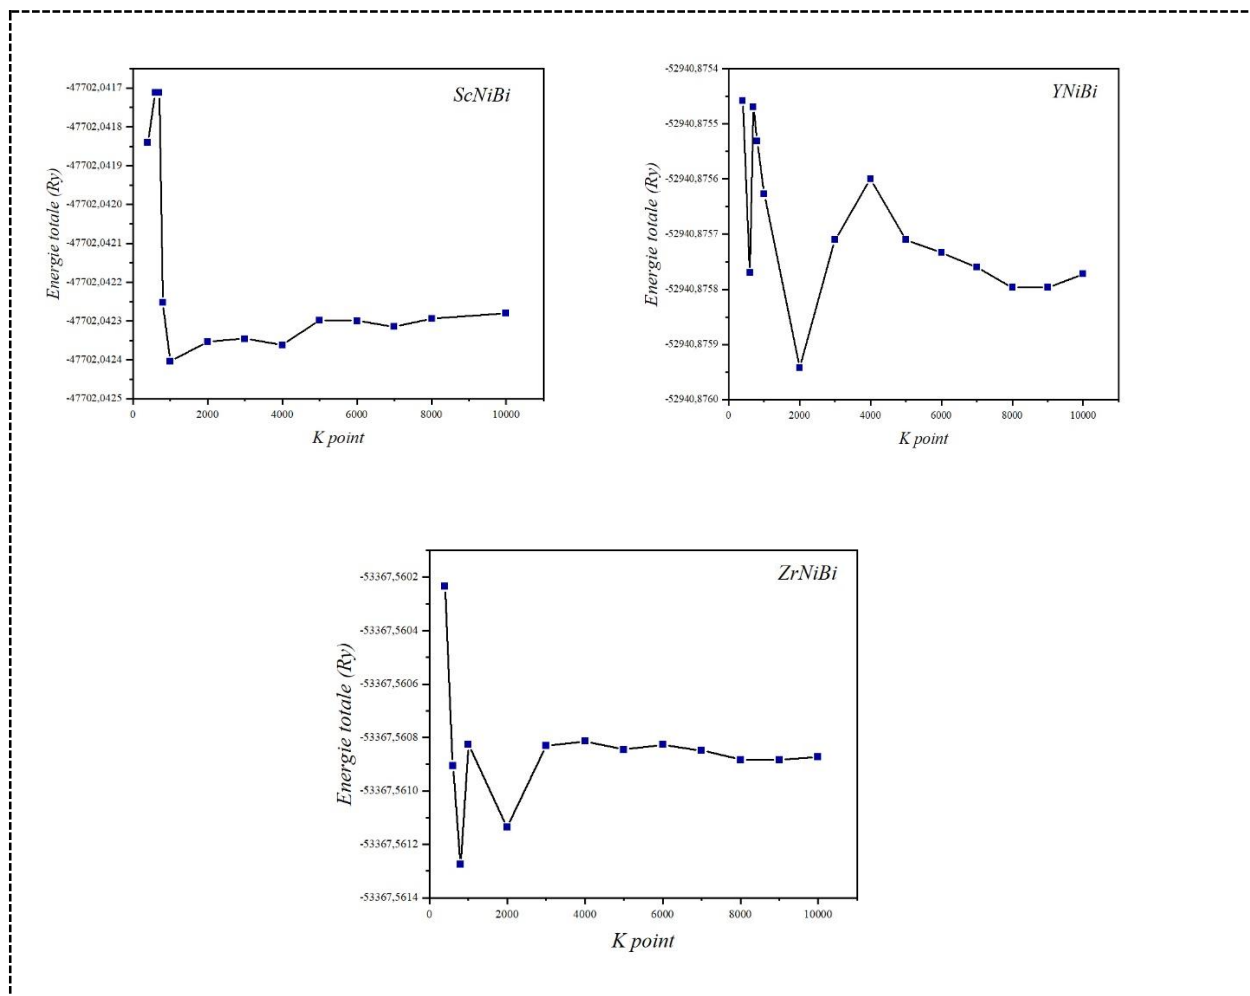 ScNiBi
-47702,0417
-47702,0418
-47702,0419
-47702,0420
-47702,0421
-47702,0422
-47702,0423
-47702,0424
-47702,0425
Energie totale (Ry)
0 2000 4000 6000 8000 10000
K point
YNiBi
-52940,8754
-52940,8755
-52940,8756
-52940,8757
-52940,8758
-52940,8759
-52940,8760
Energie totale (Ry)
0 2000 4000 6000 8000 10000
K point
ZrNiBi
-53367,5602
-53367,5604
-53367,5606
-53367,5608
-53367,5610
-53367,5612
-53367,5614
Energie totale (Ry)
0 2000 4000 6000 8000 10000
K point